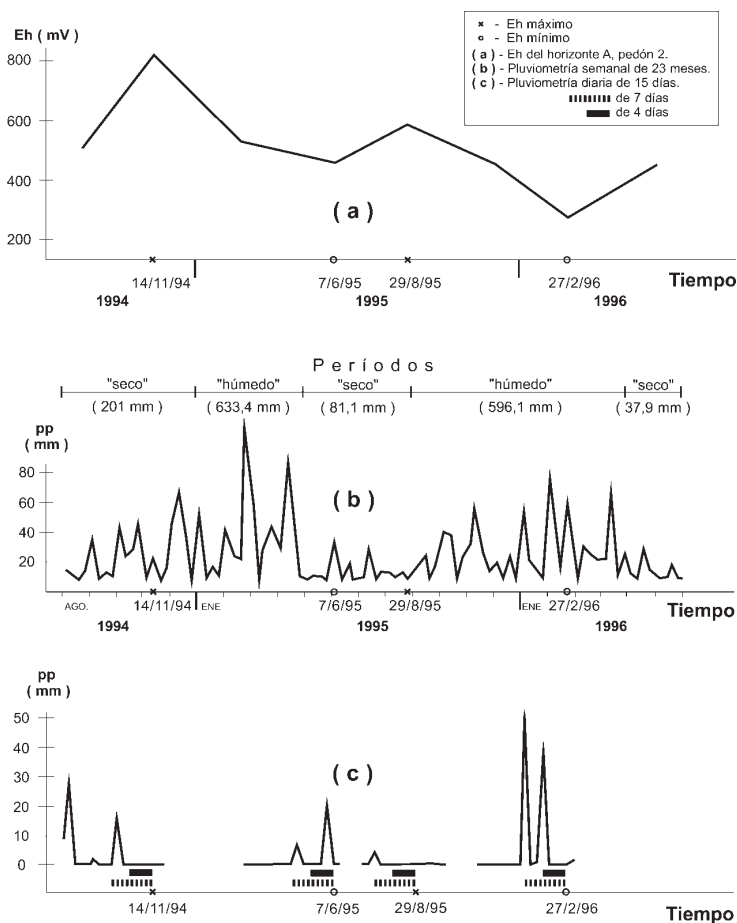 × - Eh máximo
o - Eh mínimo
( a ) - Eh del horizonte A, pedón 2.
( b ) - Pluviometría semanal de 23 meses.
( c ) - Pluviometría diaria de 15 días.
de 7 días
de 4 días
Eh ( mV )
800
600
400
200
( a )
14/11/94 7/6/95 29/8/95 27/2/96 Tiempo
1994 1995 1996
Períodos
"seco" "húmedo" "seco" "húmedo" "seco"
( 201 mm ) ( 633,4 mm ) ( 81,1 mm ) ( 596,1 mm ) ( 37,9 mm )
pp
( mm )
80
60
40
20
( b )
AGO. 14/11/94 ENE 7/6/95 29/8/95 ENE 27/2/96 Tiempo
1994 1995 1996
pp
( mm )
50
40
30
20
10
0
( c )
14/11/94 7/6/95 29/8/95 27/2/96 Tiempo